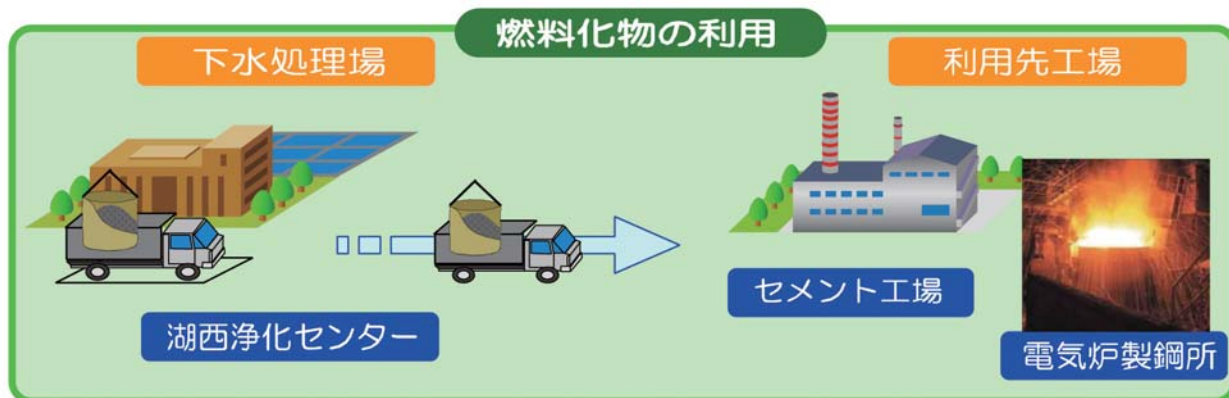 燃料化物の利用
下水処理場
利用先工場
湖西浄化センター
セメント工場
電気炉製鋼所